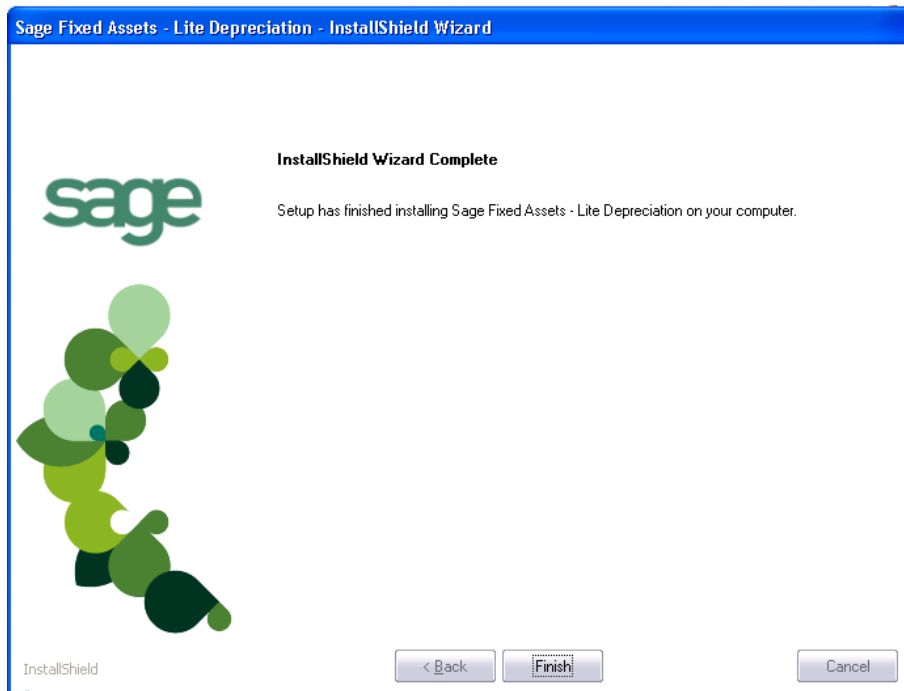 Sage Fixed Assets - Lite Depreciation - InstallShield Wizard
InstallShield Wizard Complete
sage
Setup has finished installing Sage Fixed Assets - Lite Depreciation on your computer.
InstallShield
< Back
Finish
Cancel